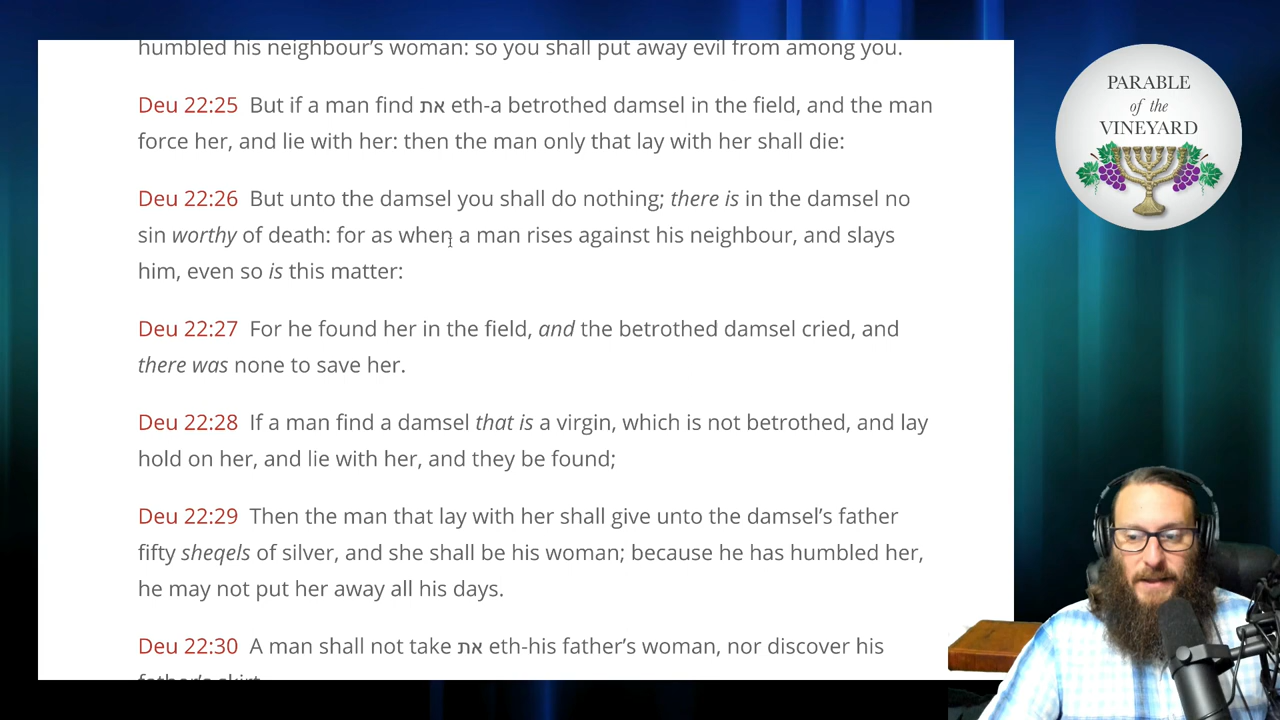 humbled his neighbour's woman: so you shall put away evil from among you.
Deu 22:25 But if a man find את eth-a betrothed damsel in the field, and the man
force her, and lie with her: then the man only that lay with her shall die:
Deu 22:26 But unto the damsel you shall do nothing; there is in the damsel no
sin worthy of death: for as when a man rises against his neighbour, and slays
him, even so is this matter:
Deu 22:27 For he found her in the field, and the betrothed damsel cried, and
there was none to save her.
Deu 22:28 If a man find a damsel that is a virgin, which is not betrothed, and lay
hold on her, and lie with her, and they be found;
Deu 22:29 Then the man that lay with her shall give unto the damsel's father
fifty sheqels of silver, and she shall be his woman; because he has humbled her,
he may not put her away all his days.
Deu 22:30 A man shall not take את eth-his father's woman, nor discover his
father's skirt
PARABLE
of the
VINEYARD